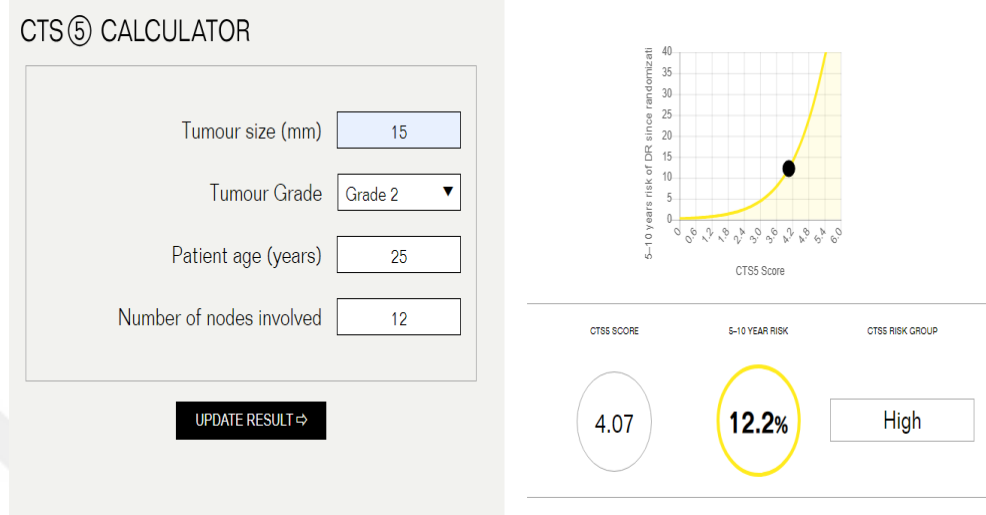 CTS⑤ CALCULATOR
Tumour size (mm) 15
Tumour Grade Grade 2 ▼
Patient age (years) 25
Number of nodes involved 12
UPDATE RESULT ⇨
5–10 years risk of DR since randomizati
40
35
30
25
20
15
10
5
0
0 0.6 1.2 1.8 2.4 3.0 3.6 4.2 4.8 5.4 6.0
CTS5 Score
CTS5 SCORE 5–10 YEAR RISK CTS5 RISK GROUP
4.07 12.2% High